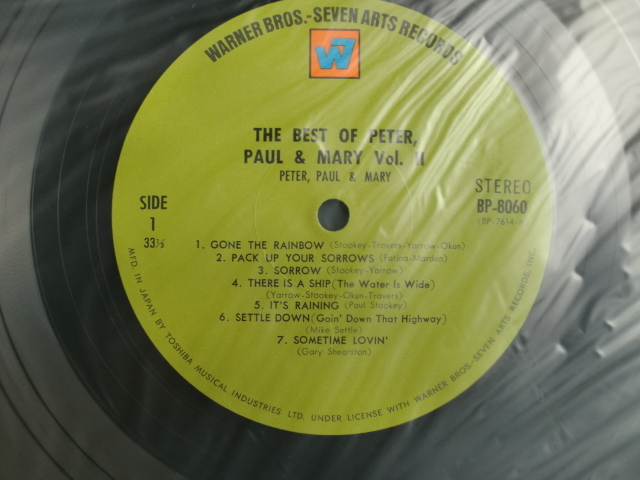 WARNER BROS.-SEVEN ARTS RECORDS
W7
THE BEST OF PETER,
PAUL & MARY Vol. II
PETER, PAUL & MARY
SIDE
1
33⅓
STEREO
BP-8060
(BP-7614
1. GONE THE RAINBOW (Stookey-Travers-Yarrow-Okun)
2. PACK UP YOUR SORROWS (Farina-Marden)
3. SORROW (Stookey-Yarrow)
4. THERE IS A SHIP (The Water Is Wide)
(Yarrow-Stookey-Okun-Travers)
5. IT'S RAINING (Paul Stookey)
6. SETTLE DOWN (Goin' Down That Highway)
(Mike Settle)
7. SOMETIME LOVIN'
(Gary Shearston)
MFD. IN JAPAN BY TOSHIBA MUSICAL INDUSTRIES LTD. UNDER LICENSE WITH WARNER BROS.-SEVEN ARTS RECORDS, INC.